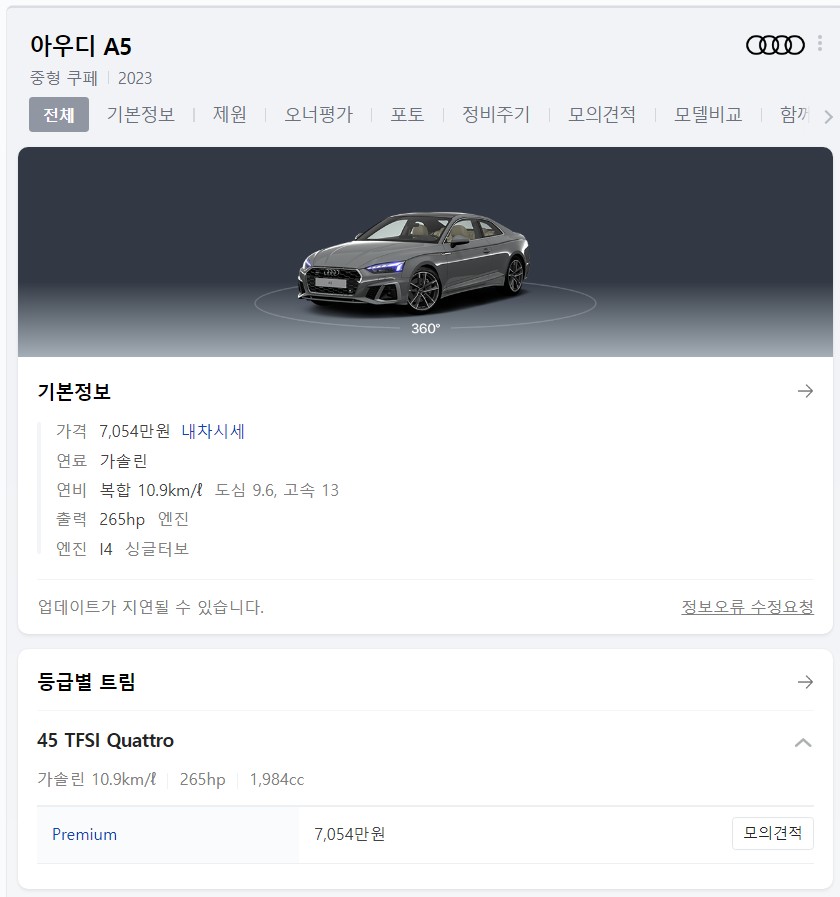 아우디 A5
중형 쿠페 2023
전체 기본정보 제원 오너평가 포토 정비주기 모의견적 모델비교 함께
360°
기본정보
가격 7,054만원 내차시세
연료 가솔린
연비 복합 10.9km/ℓ 도심 9.6, 고속 13
출력 265hp 엔진
엔진 I4 싱글터보
업데이트가 지연될 수 있습니다. 정보오류 수정요청
등급별 트림
45 TFSI Quattro
가솔린 10.9km/ℓ 265hp 1,984cc
Premium 7,054만원 모의견적